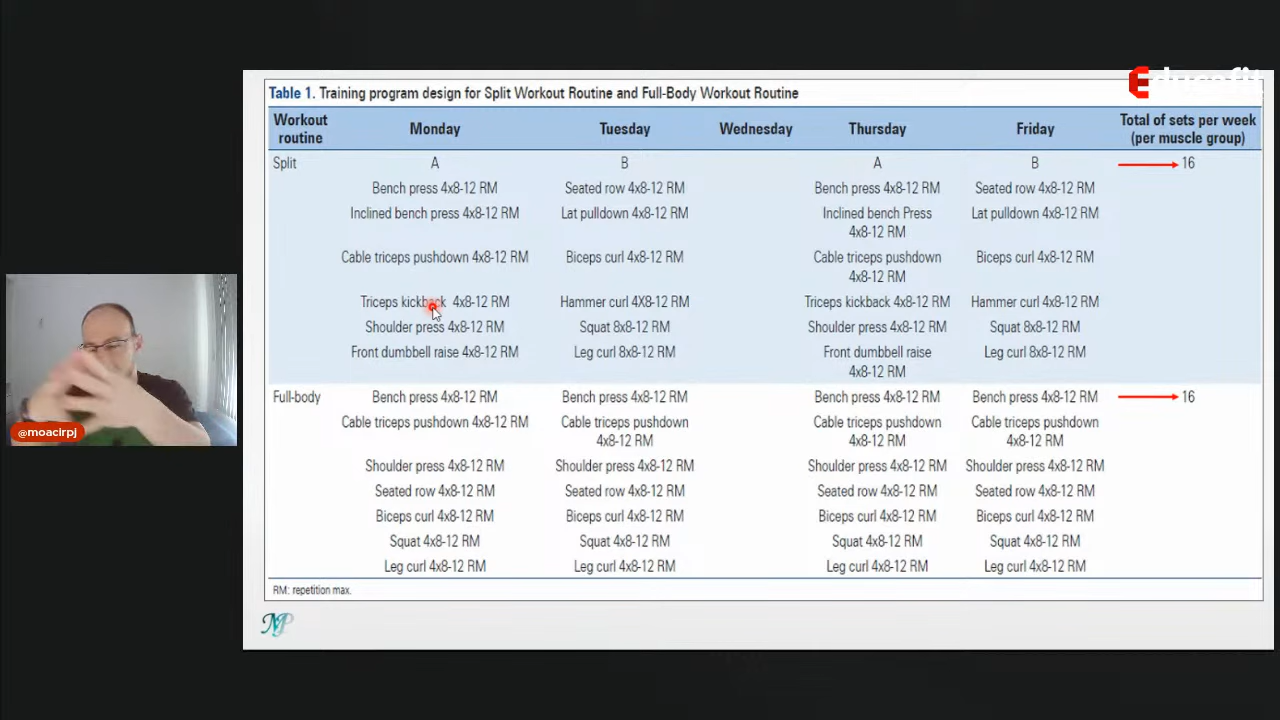 Educafit
Table 1. Training program design for Split Workout Routine and Full-Body Workout Routine
Workout routine Monday Tuesday Wednesday Thursday Friday Total of sets per week (per muscle group)
Split A B A B 16
Bench press 4x8-12 RM Seated row 4x8-12 RM Bench press 4x8-12 RM Seated row 4x8-12 RM
Inclined bench press 4x8-12 RM Lat pulldown 4x8-12 RM Inclined bench Press 4x8-12 RM Lat pulldown 4x8-12 RM
Cable triceps pushdown 4x8-12 RM Biceps curl 4x8-12 RM Cable triceps pushdown 4x8-12 RM Biceps curl 4x8-12 RM
Triceps kickback 4x8-12 RM Hammer curl 4X8-12 RM Triceps kickback 4x8-12 RM Hammer curl 4x8-12 RM
Shoulder press 4x8-12 RM Squat 8x8-12 RM Shoulder press 4x8-12 RM Squat 8x8-12 RM
Front dumbbell raise 4x8-12 RM Leg curl 8x8-12 RM Front dumbbell raise 4x8-12 RM Leg curl 8x8-12 RM
Full-body Bench press 4x8-12 RM Bench press 4x8-12 RM Bench press 4x8-12 RM Bench press 4x8-12 RM 16
Cable triceps pushdown 4x8-12 RM Cable triceps pushdown 4x8-12 RM Cable triceps pushdown 4x8-12 RM Cable triceps pushdown 4x8-12 RM
Shoulder press 4x8-12 RM Shoulder press 4x8-12 RM Shoulder press 4x8-12 RM Shoulder press 4x8-12 RM
Seated row 4x8-12 RM Seated row 4x8-12 RM Seated row 4x8-12 RM Seated row 4x8-12 RM
Biceps curl 4x8-12 RM Biceps curl 4x8-12 RM Biceps curl 4x8-12 RM Biceps curl 4x8-12 RM
Squat 4x8-12 RM Squat 4x8-12 RM Squat 4x8-12 RM Squat 4x8-12 RM
Leg curl 4x8-12 RM Leg curl 4x8-12 RM Leg curl 4x8-12 RM Leg curl 4x8-12 RM
RM: repetition max.
@moacirpj
MP